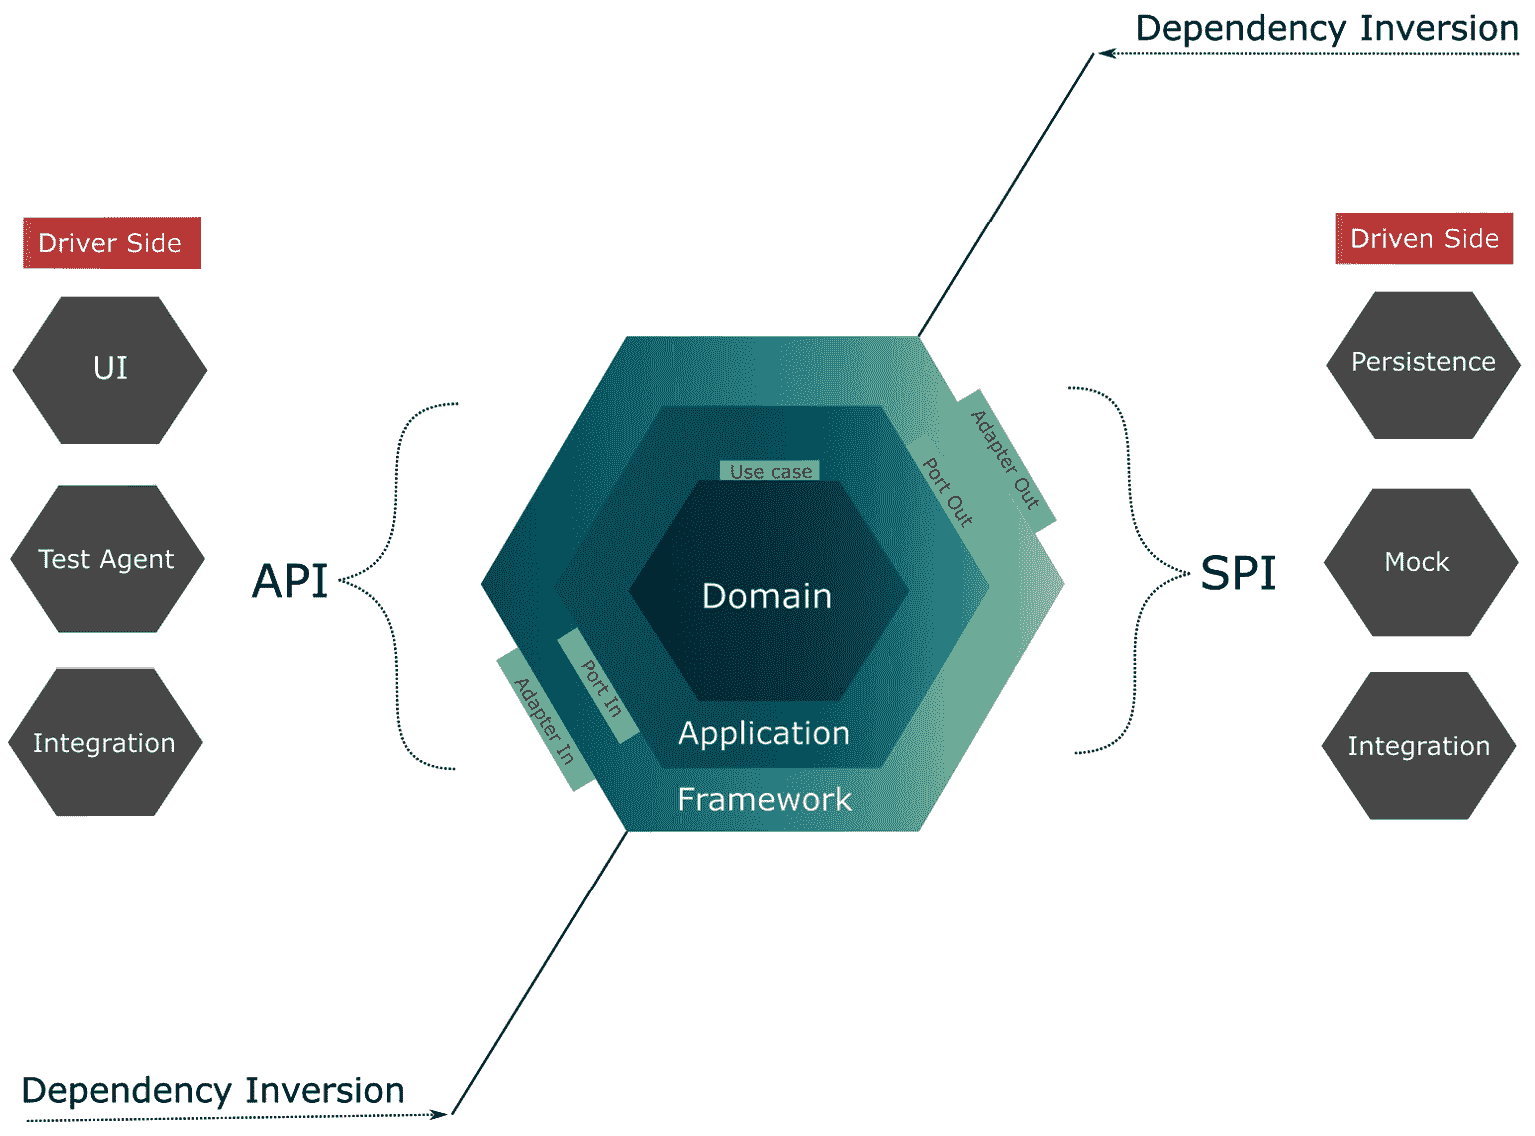 Dependency Inversion
Driver Side
Driven Side
UI
Persistence
Adapter Out
Use case
Port Out
Test Agent
API
Domain
SPI
Mock
Port In
Adapter In
Application
Integration
Integration
Framework
Dependency Inversion